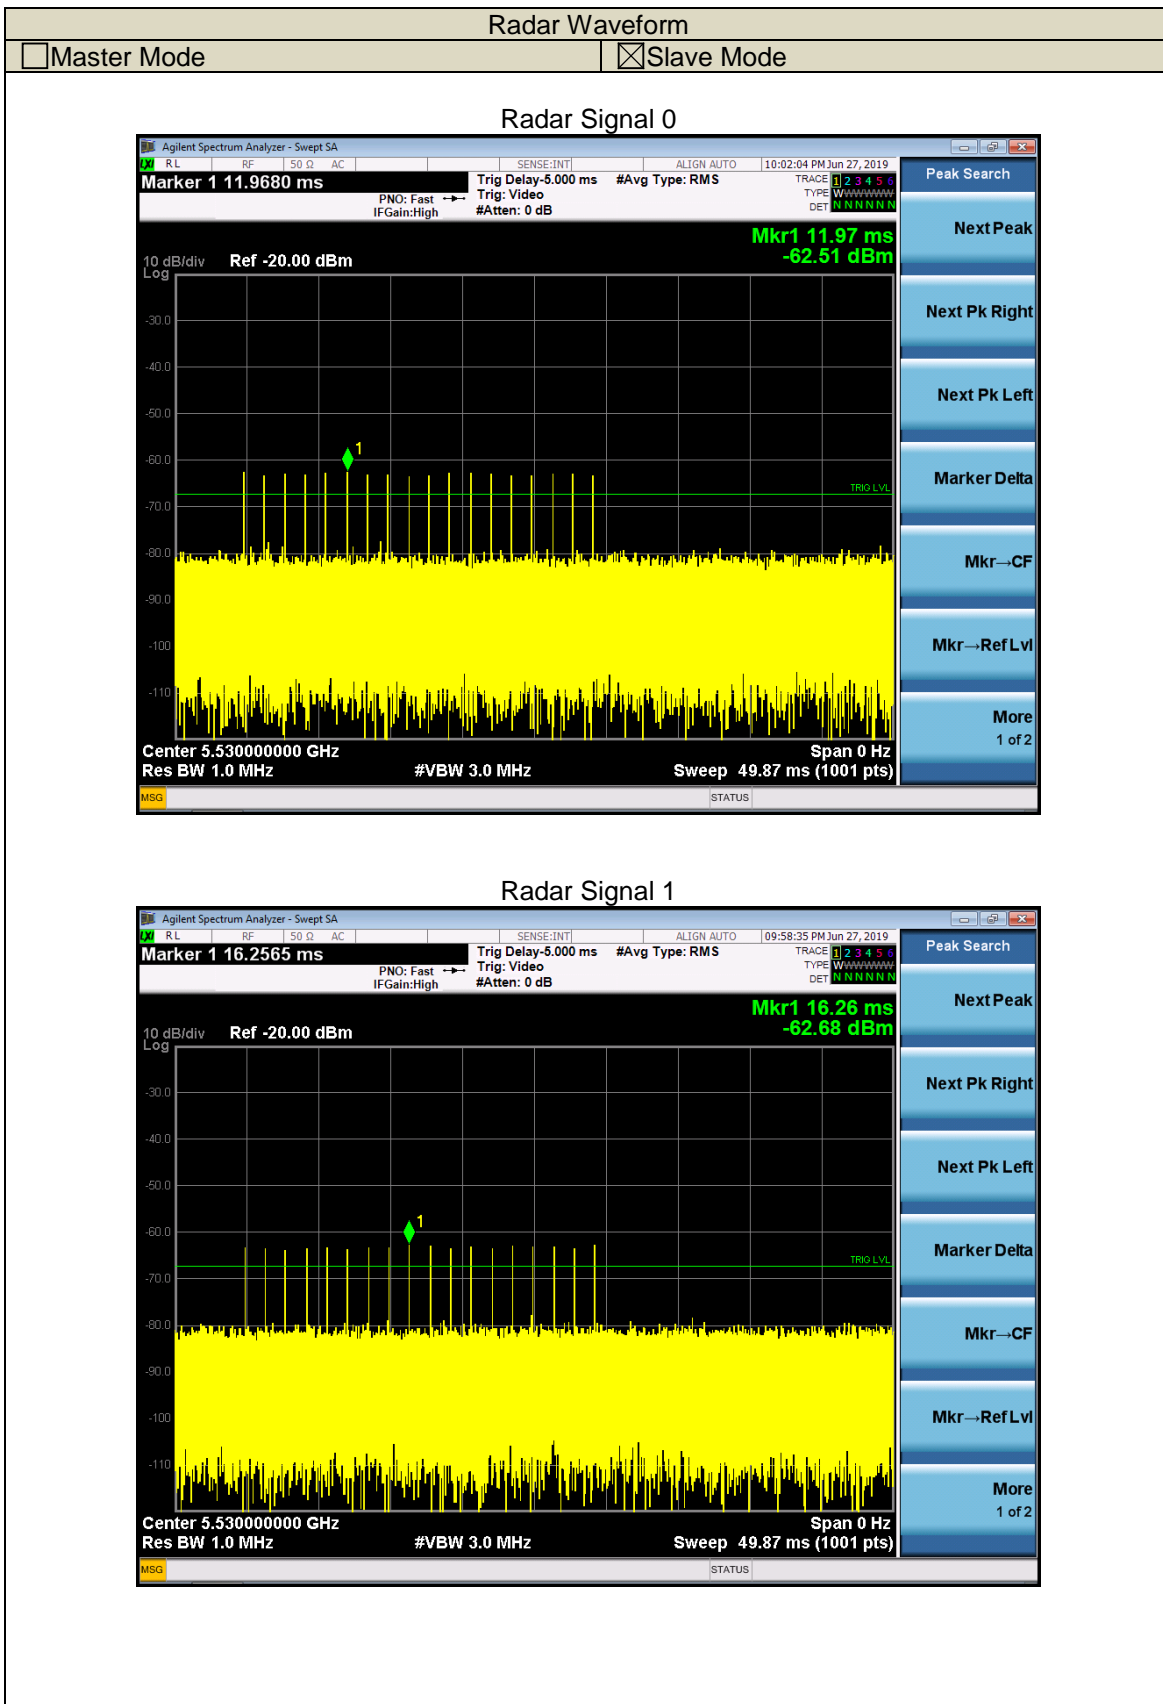 Radar Waveform
Master Mode
Slave Mode
Radar Signal 0
Agilent Spectrum Analyzer - Swept SA
LXI RL RF 50 Ω AC SENSE:INT ALIGN AUTO 10:02:04 PM Jun 27, 2019
Marker 1 11.9680 ms
PNO: Fast
IFGain:High
Trig Delay-5.000 ms
Trig: Video
#Atten: 0 dB
#Avg Type: RMS
TRACE 1 2 3 4 5 6
TYPE WWWWWW
DET N N N N N N
Peak Search
Mkr1 11.97 ms
-62.51 dBm
10 dB/div Ref -20.00 dBm
Log
-30.0
-40.0
-50.0
-60.0
-70.0
-80.0
-90.0
-100
-110
1
TRIG LVL
Center 5.530000000 GHz
Span 0 Hz
Res BW 1.0 MHz
#VBW 3.0 MHz
Sweep 49.87 ms (1001 pts)
Next Peak
Next Pk Right
Next Pk Left
Marker Delta
Mkr→CF
Mkr→Ref Lvl
More
1 of 2
MSG
STATUS
Radar Signal 1
Agilent Spectrum Analyzer - Swept SA
LXI RL RF 50 Ω AC SENSE:INT ALIGN AUTO 09:58:35 PM Jun 27, 2019
Marker 1 16.2565 ms
PNO: Fast
IFGain:High
Trig Delay-5.000 ms
Trig: Video
#Atten: 0 dB
#Avg Type: RMS
TRACE 1 2 3 4 5 6
TYPE WWWWWW
DET N N N N N N
Peak Search
Mkr1 16.26 ms
-62.68 dBm
10 dB/div Ref -20.00 dBm
Log
-30.0
-40.0
-50.0
-60.0
-70.0
-80.0
-90.0
-100
-110
1
TRIG LVL
Center 5.530000000 GHz
Span 0 Hz
Res BW 1.0 MHz
#VBW 3.0 MHz
Sweep 49.87 ms (1001 pts)
Next Peak
Next Pk Right
Next Pk Left
Marker Delta
Mkr→CF
Mkr→Ref Lvl
More
1 of 2
MSG
STATUS